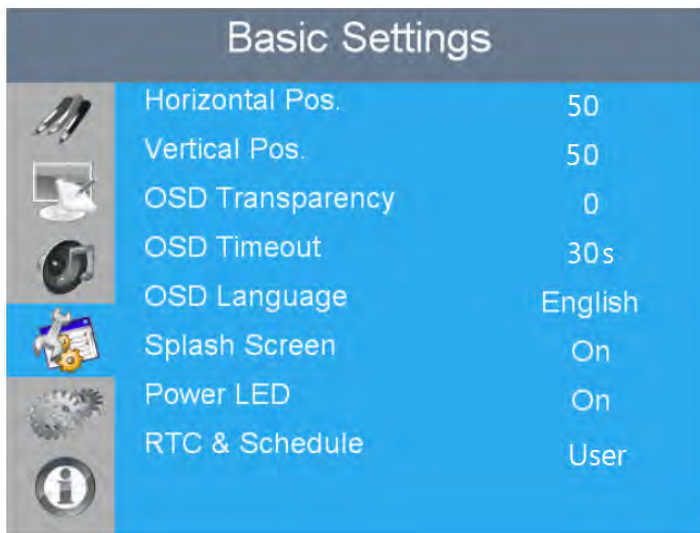 Basic Settings
Horizontal Pos. 50
Vertical Pos. 50
OSD Transparency 0
OSD Timeout 30s
OSD Language English
Splash Screen On
Power LED On
RTC & Schedule User